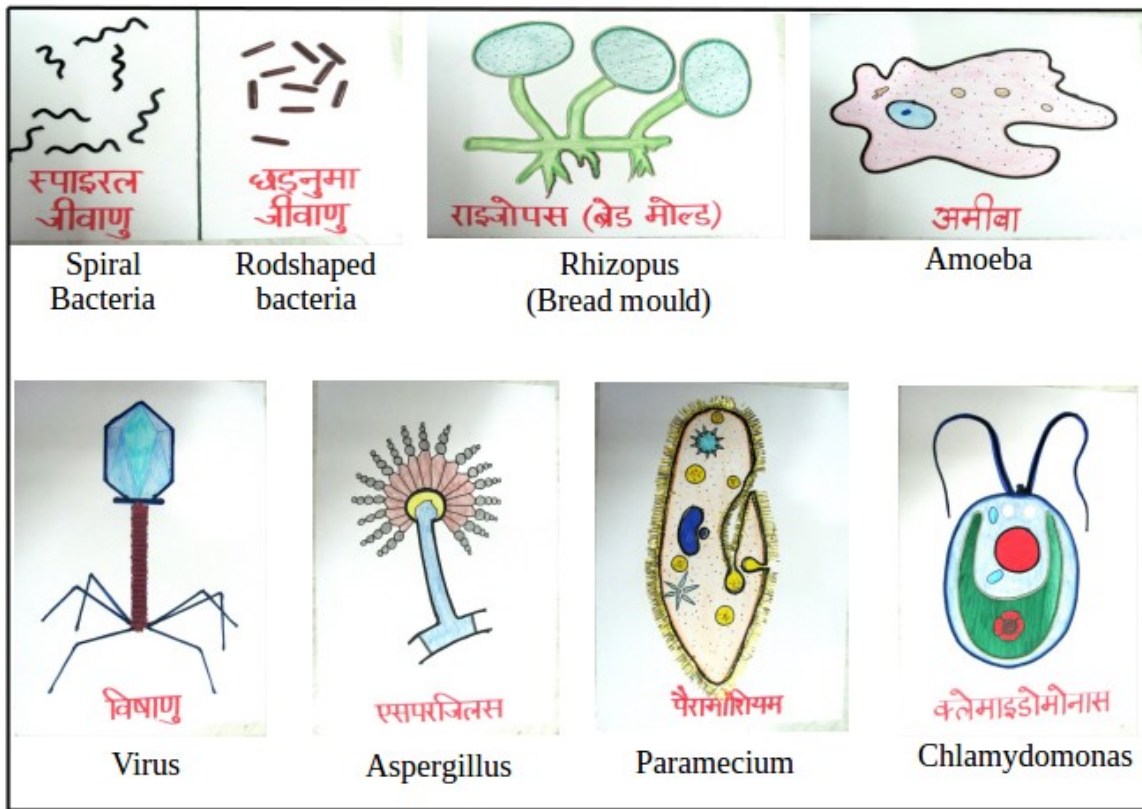 स्पाइरल
जीवाणु
छड़नुमा
जीवाणु
राइजोपस (ब्रेड मोल्ड)
अमीबा
Spiral
Bacteria
Rodshaped
bacteria
Rhizopus
(Bread mould)
Amoeba
विषाणु
एसपरजिलस
पैरामीशियम
क्लेमाइडोमोनास
Virus
Aspergillus
Paramecium
Chlamydomonas